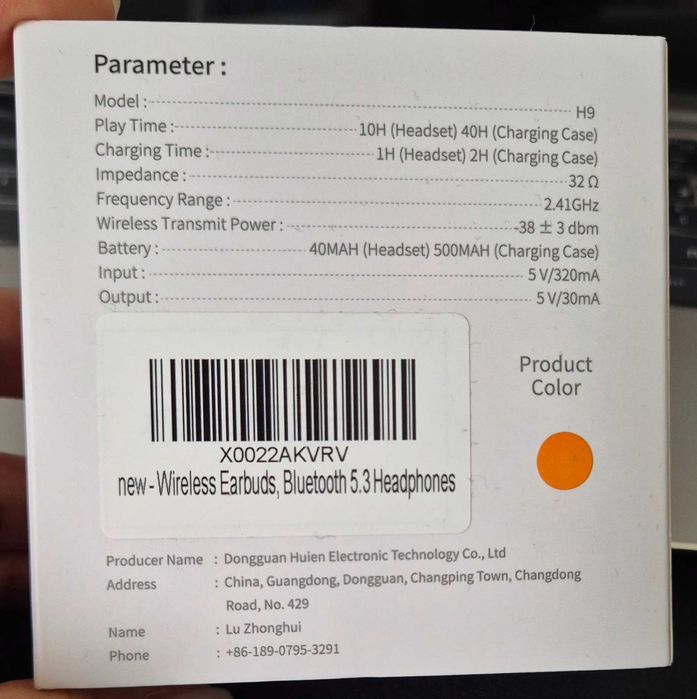 Parameter :
Model : H9
Play Time : 10H (Headset) 40H (Charging Case)
Charging Time : 1H (Headset) 2H (Charging Case)
Impedance : 32 Ω
Frequency Range : 2.41GHz
Wireless Transmit Power : -38 ± 3 dbm
Battery : 40MAH (Headset) 500MAH (Charging Case)
Input : 5 V/320mA
Output : 5 V/30mA
X0022AKVRV
new - Wireless Earbuds, Bluetooth 5.3 Headphones
Product
Color
Producer Name : Dongguan Huien Electronic Technology Co., Ltd
Address : China, Guangdong, Dongguan, Changping Town, Changdong
Road, No. 429
Name : Lu Zhonghui
Phone : +86-189-0795-3291